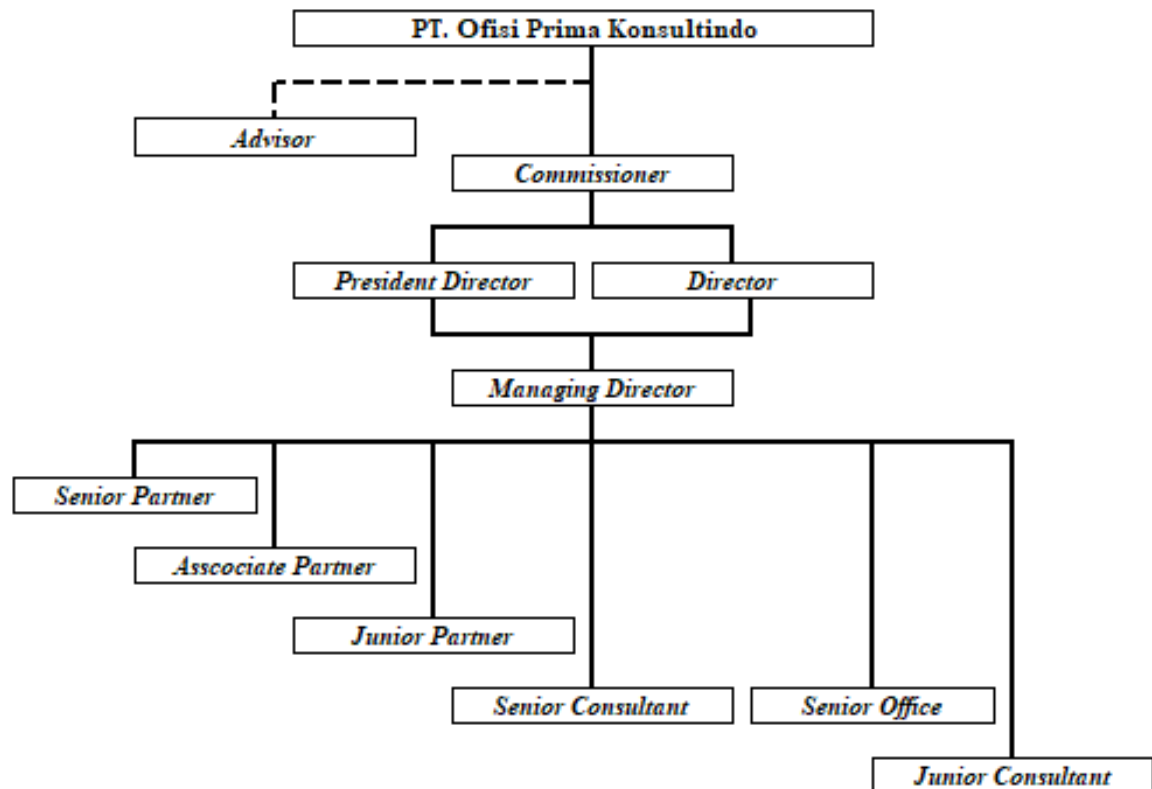 PT. Ofisi Prima Konsultindo
Advisor
Commissioner
President Director
Director
Managing Director
Senior Partner
Asscociate Partner
Junior Partner
Senior Consultant
Senior Office
Junior Consultant